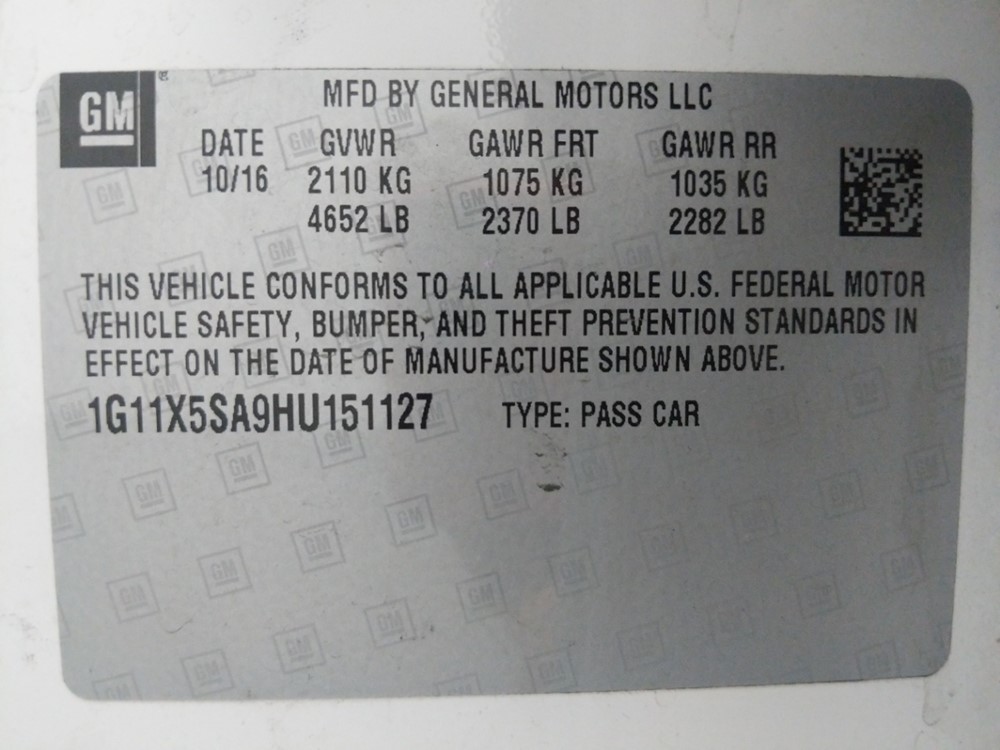 GM
MFD BY GENERAL MOTORS LLC
DATE GVWR GAWR FRT GAWR RR
10/16 2110 KG 1075 KG 1035 KG
4652 LB 2370 LB 2282 LB
THIS VEHICLE CONFORMS TO ALL APPLICABLE U.S. FEDERAL MOTOR
VEHICLE SAFETY, BUMPER, AND THEFT PREVENTION STANDARDS IN
EFFECT ON THE DATE OF MANUFACTURE SHOWN ABOVE.
1G11X5SA9HU151127 TYPE: PASS CAR